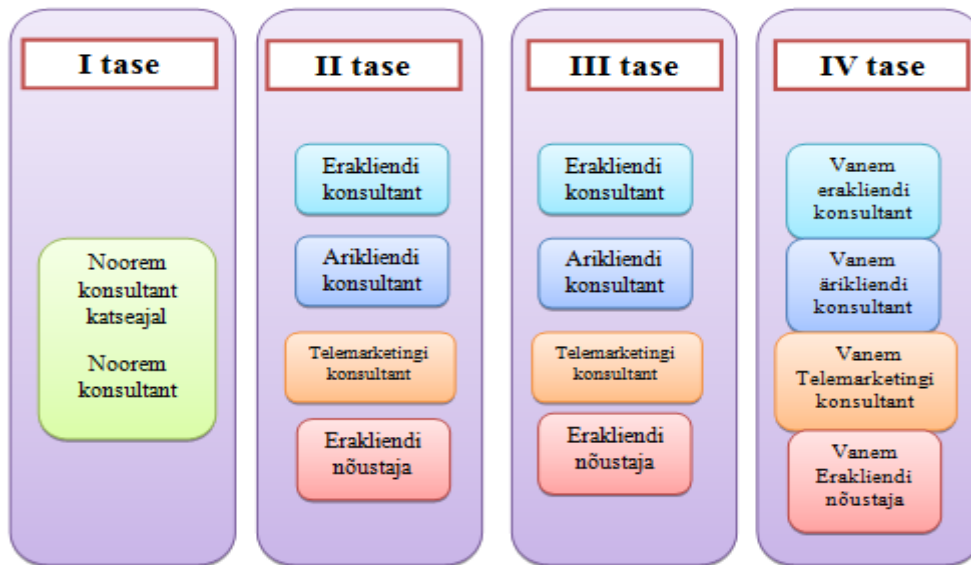 I tase
Noorem
konsultant
katseajal
Noorem
konsultant
II tase
Erakliendi
konsultant
Arikliendi
konsultant
Telemarketingi
konsultant
Erakliendi
nõustaja
III tase
Erakliendi
konsultant
Arikliendi
konsultant
Telemarketingi
konsultant
Erakliendi
nõustaja
IV tase
Vanem
erakliendi
konsultant
Vanem
ärikliendi
konsultant
Vanem
Telemarketingi
konsultant
Vanem
Erakliendi
nõustaja